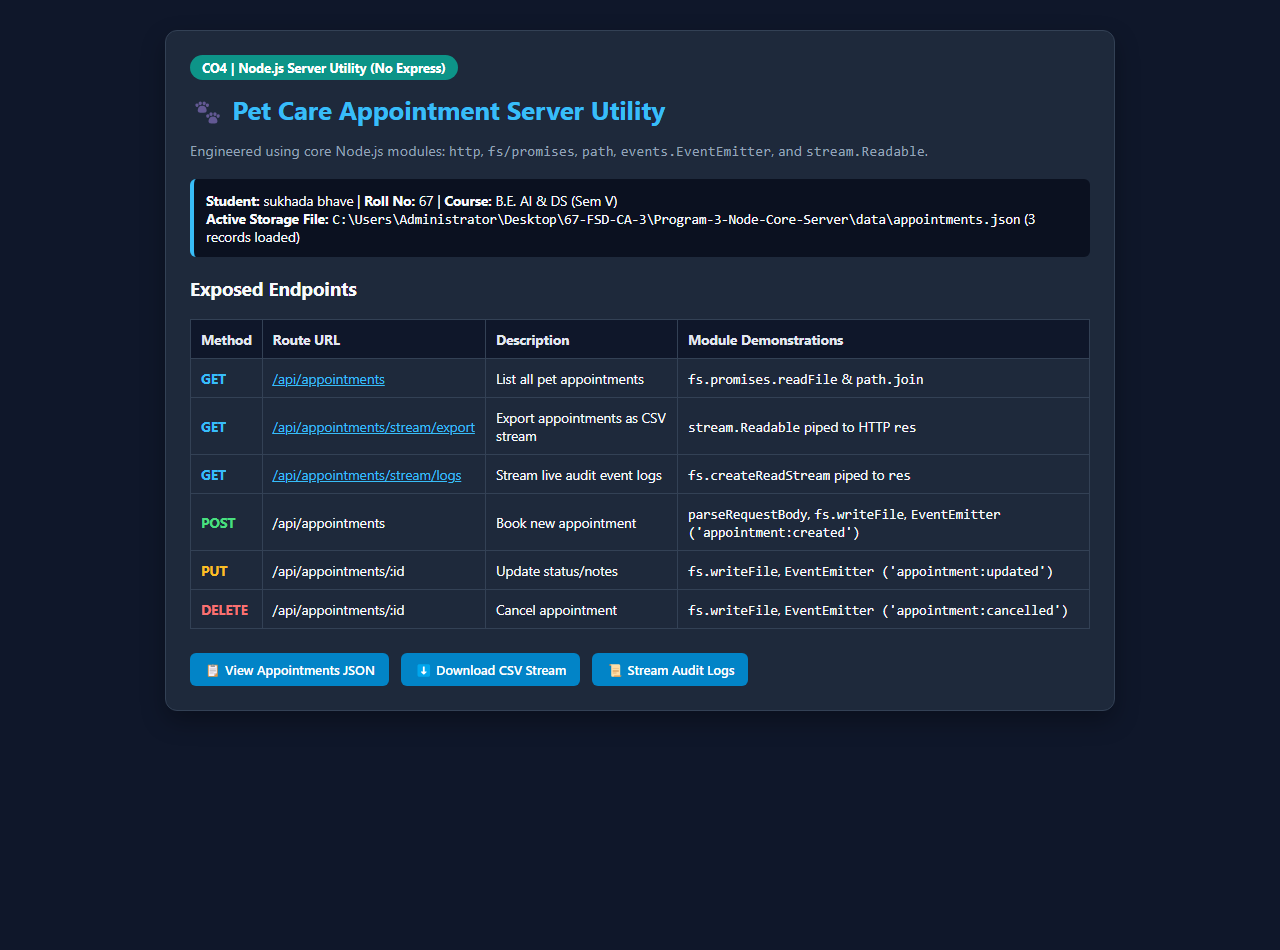 CO4 | Node.js Server Utility (No Express)
Pet Care Appointment Server Utility
Engineered using core Node.js modules: http, fs/promises, path, events.EventEmitter, and stream.Readable.
Student: sukhada bhave | Roll No: 67 | Course: B.E. AI & DS (Sem V)
Active Storage File: C:\Users\Administrator\Desktop\67-FSD-CA-3\Program-3-Node-Core-Server\data\appointments.json (3
records loaded)
Exposed Endpoints
Method Route URL Description Module Demonstrations
GET /api/appointments List all pet appointments fs.promises.readFile & path.join
GET /api/appointments/stream/export Export appointments as CSV
stream stream.Readable piped to HTTP res
GET /api/appointments/stream/logs Stream live audit event logs fs.createReadStream piped to res
POST /api/appointments Book new appointment parseRequestBody, fs.writeFile, EventEmitter
('appointment:created')
PUT /api/appointments/:id Update status/notes fs.writeFile, EventEmitter ('appointment:updated')
DELETE /api/appointments/:id Cancel appointment fs.writeFile, EventEmitter ('appointment:cancelled')
View Appointments JSON Download CSV Stream Stream Audit Logs